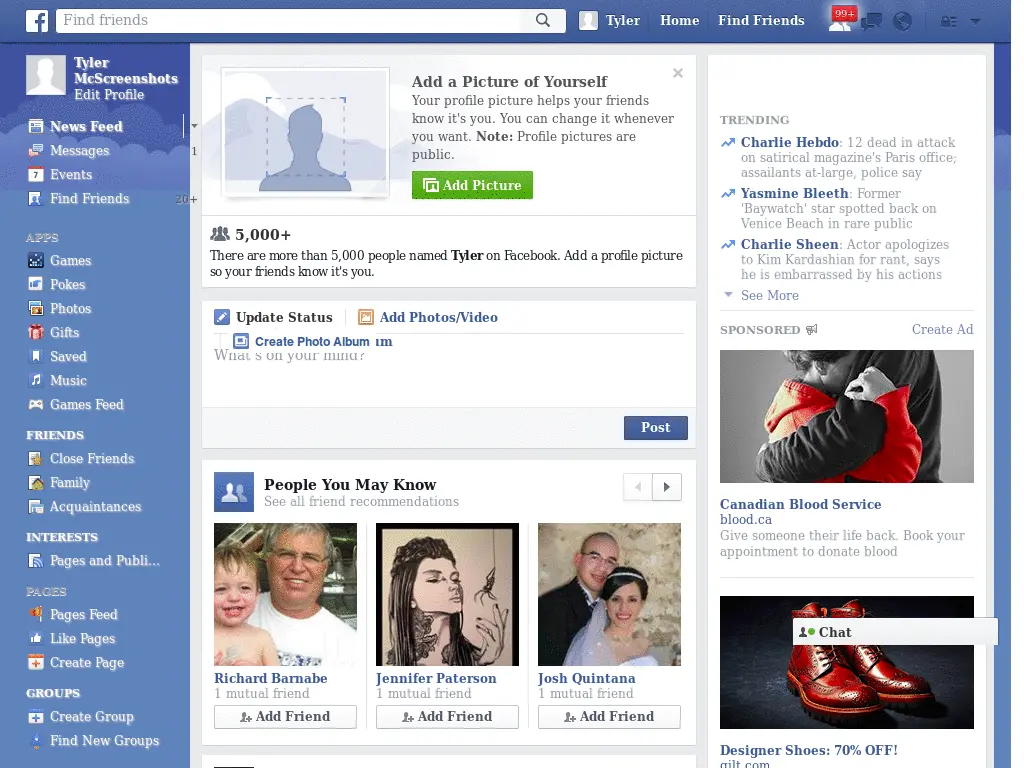 f
Find friends
Tyler
Home
Find Friends
99+
Tyler
McScreenshots
Edit Profile
News Feed
Messages
1
Events
7
Find Friends
20+
APPS
Games
Pokes
Photos
Gifts
Saved
Music
Games Feed
FRIENDS
Close Friends
Family
Acquaintances
INTERESTS
Pages and Publi...
PAGES
Pages Feed
Like Pages
Create Page
GROUPS
Create Group
Find New Groups
Add a Picture of Yourself
Your profile picture helps your friends
know it's you. You can change it whenever
you want. Note: Profile pictures are
public.
Add Picture
5,000+
There are more than 5,000 people named Tyler on Facebook. Add a profile picture
so your friends know it's you.
Update Status
Add Photos/Video
Create Photo Album
What's on your mind?
Post
People You May Know
See all friend recommendations
Richard Barnabe
1 mutual friend
Add Friend
Jennifer Paterson
1 mutual friend
Add Friend
Josh Quintana
1 mutual friend
Add Friend
TRENDING
Charlie Hebdo: 12 dead in attack
on satirical magazine's Paris office;
assailants at-large, police say
Yasmine Bleeth: Former
'Baywatch' star spotted back on
Venice Beach in rare public
Charlie Sheen: Actor apologizes
to Kim Kardashian for rant, says
he is embarrassed by his actions
See More
SPONSORED
Create Ad
Canadian Blood Service
blood.ca
Give someone their life back. Book your
appointment to donate blood
Chat
Designer Shoes: 70% OFF!
gilt.com